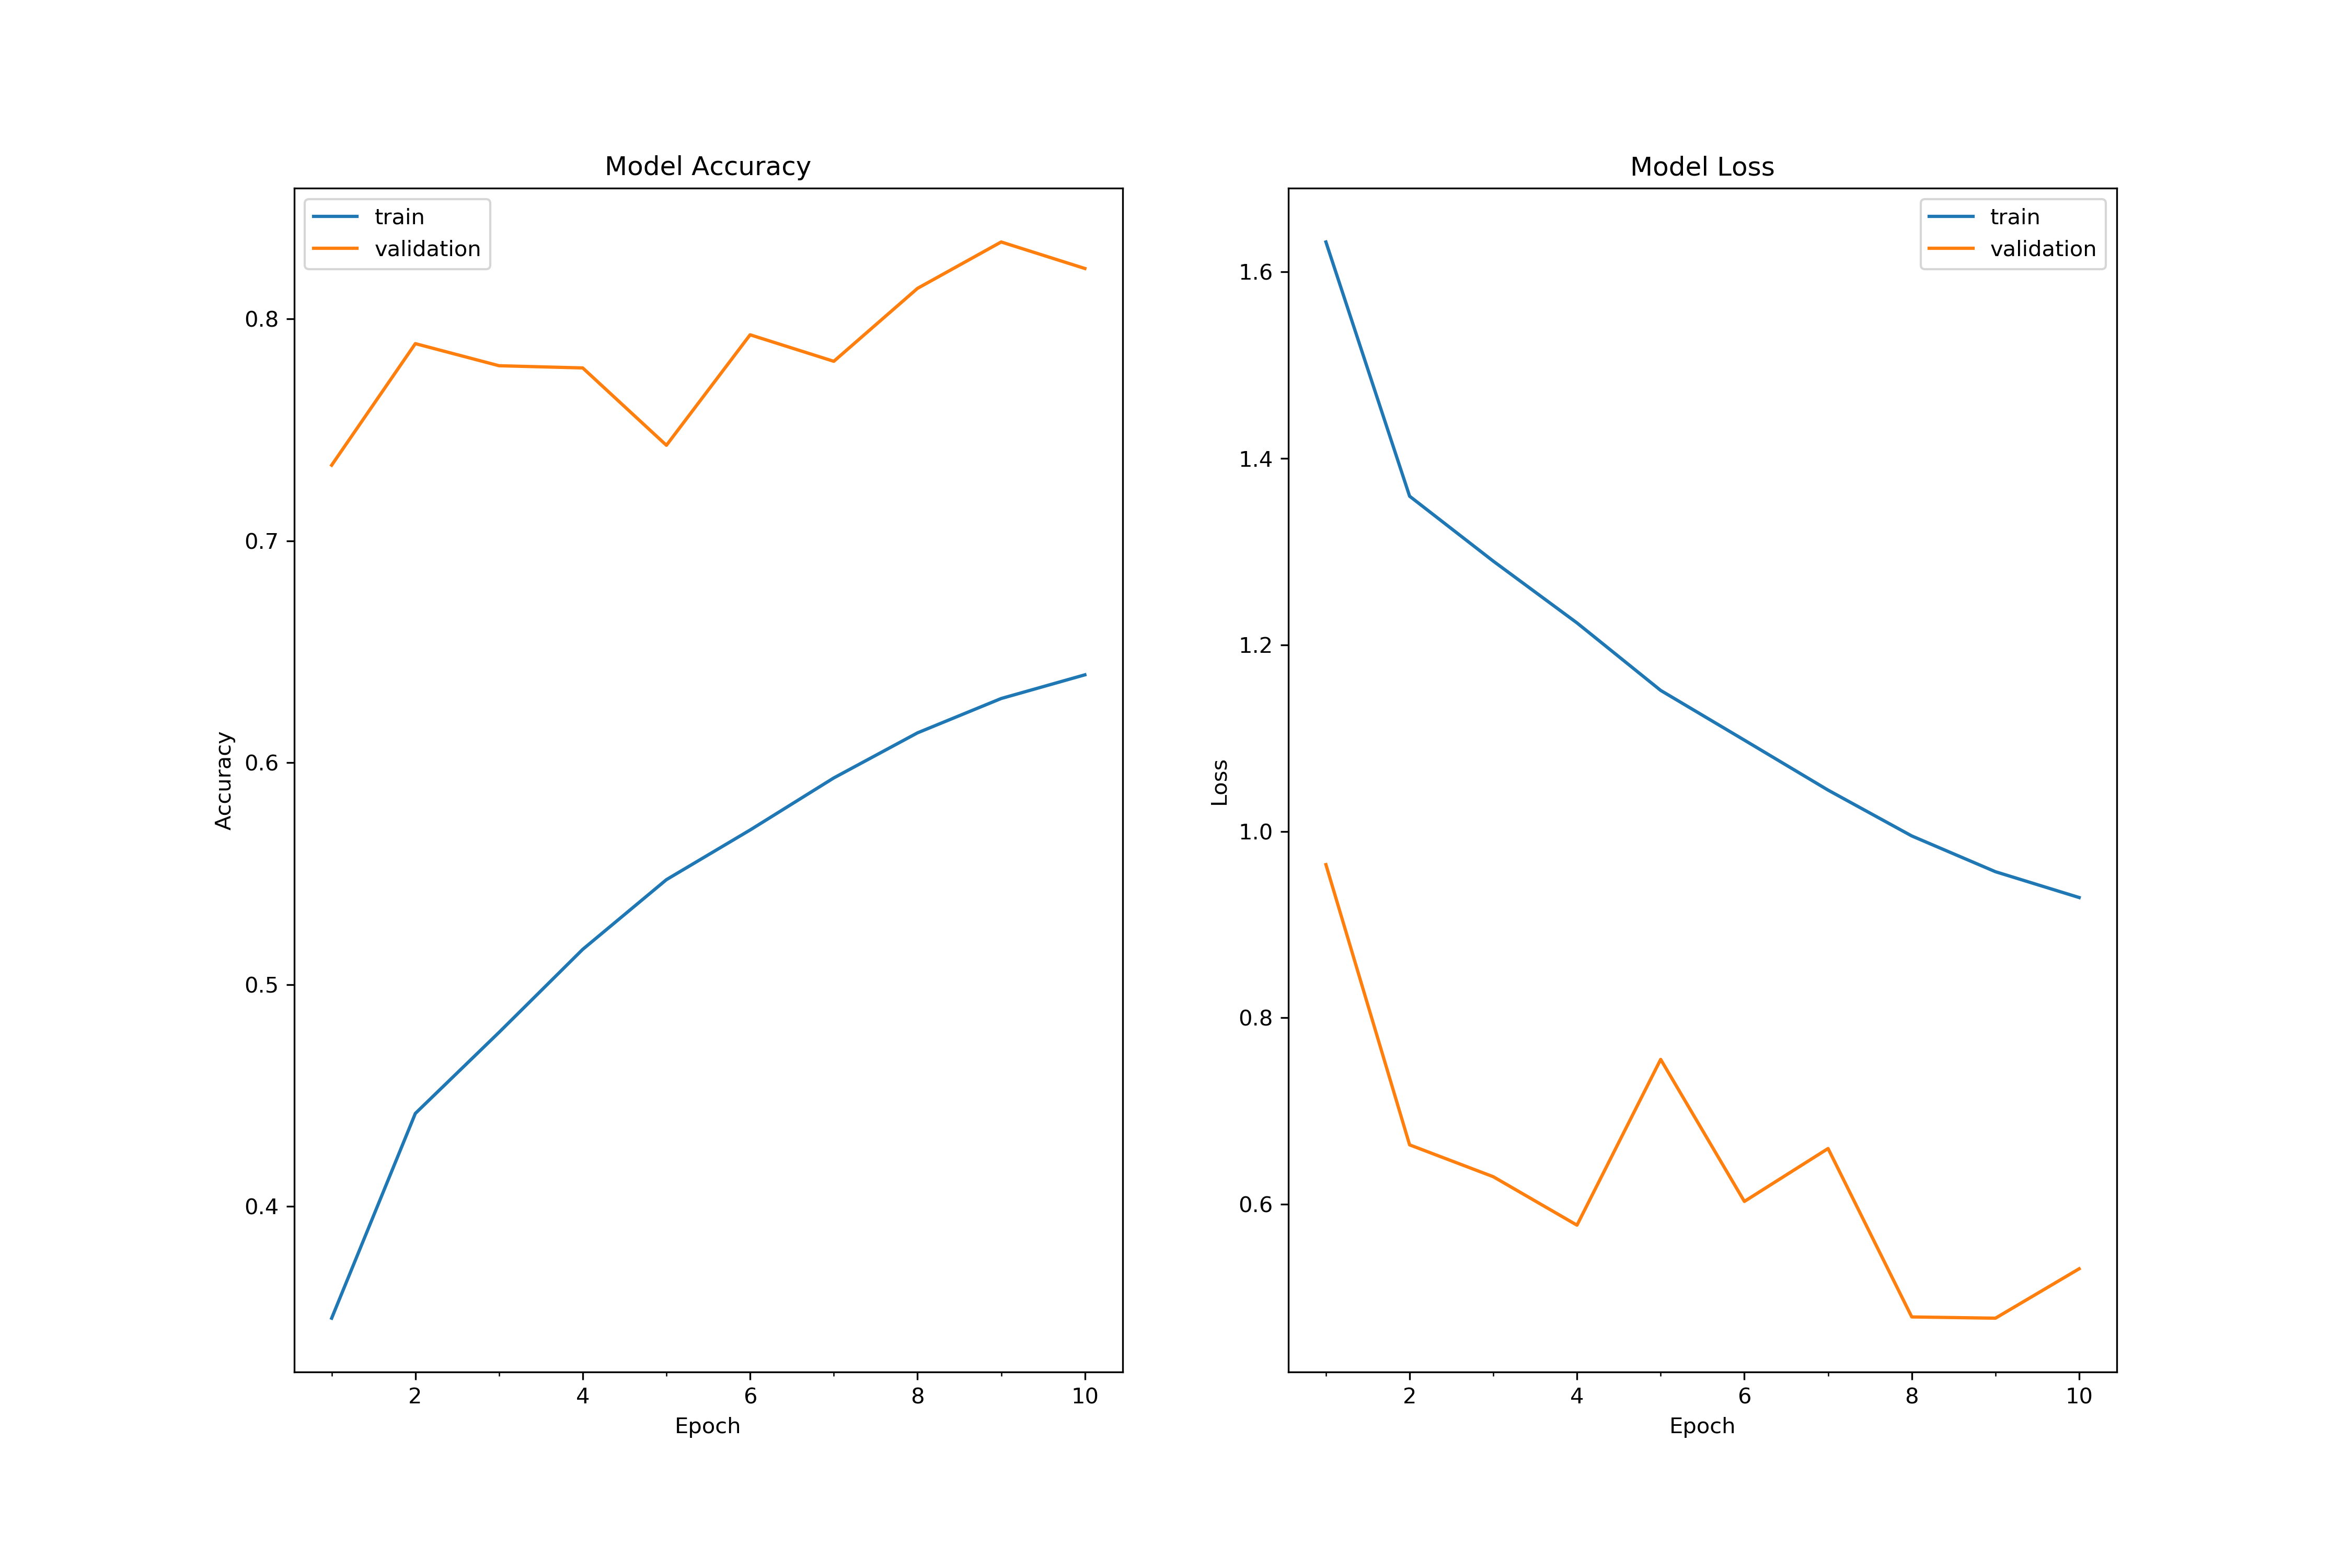 Model Accuracy
train
validation
0.8
0.7
0.6
0.5
0.4
Accuracy
2 4 6 8 10
Epoch
Model Loss
train
validation
1.6
1.4
1.2
1.0
0.8
0.6
Loss
2 4 6 8 10
Epoch